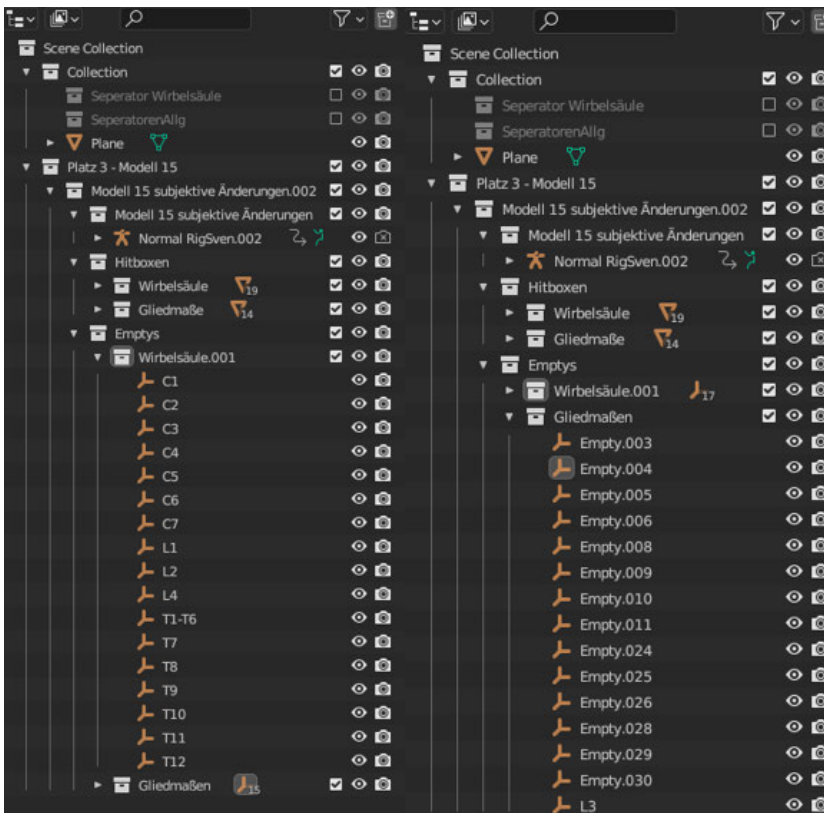 Scene Collection
Collection
Seperator Wirbelsäule
SeperatorenAllg
Plane
Platz 3 - Modell 15
Modell 15 subjektive Änderungen.002
Modell 15 subjektive Änderungen
Normal RigSven.002
Hitboxen
Wirbelsäule 19
Gliedmaße 14
Emptys
Wirbelsäule.001
C1
C2
C3
C4
C5
C6
C7
L1
L2
L4
T1-T6
T7
T8
T9
T10
T11
T12
Gliedmaßen 15
Scene Collection
Collection
Seperator Wirbelsäule
SeperatorenAllg
Plane
Platz 3 - Modell 15
Modell 15 subjektive Änderungen.002
Modell 15 subjektive Änderungen
Normal RigSven.002
Hitboxen
Wirbelsäule 19
Gliedmaße 14
Emptys
Wirbelsäule.001 17
Gliedmaßen
Empty.003
Empty.004
Empty.005
Empty.006
Empty.008
Empty.009
Empty.010
Empty.011
Empty.024
Empty.025
Empty.026
Empty.028
Empty.029
Empty.030
L3